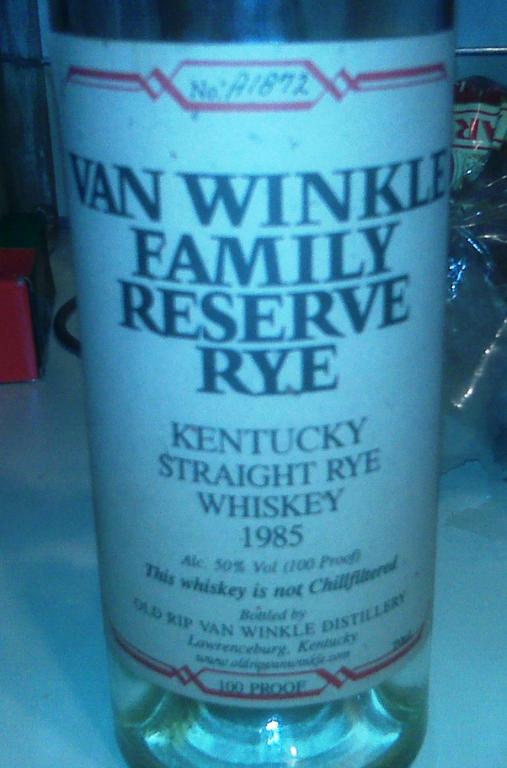 No. A1872
VAN WINKLE
FAMILY
RESERVE
RYE
KENTUCKY
STRAIGHT RYE
WHISKEY
1985
Alc. 50% Vol (100 Proof)
This whiskey is not Chillfiltered
Bottled by
OLD RIP VAN WINKLE DISTILLERY
Lawrenceburg, Kentucky
www.oldripvanwinkle.com
100 PROOF